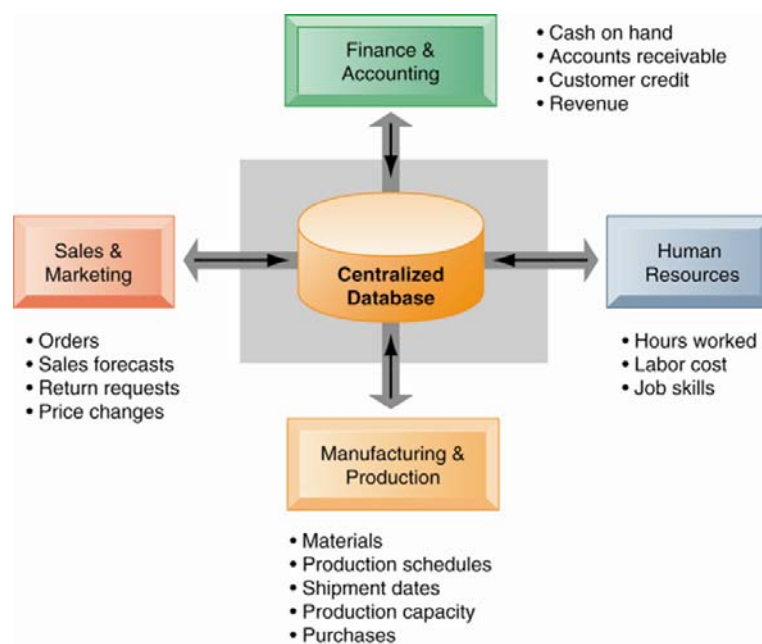 Finance &
Accounting
• Cash on hand
• Accounts receivable
• Customer credit
• Revenue
Sales &
Marketing
• Orders
• Sales forecasts
• Return requests
• Price changes
Centralized
Database
Human
Resources
• Hours worked
• Labor cost
• Job skills
Manufacturing &
Production
• Materials
• Production schedules
• Shipment dates
• Production capacity
• Purchases